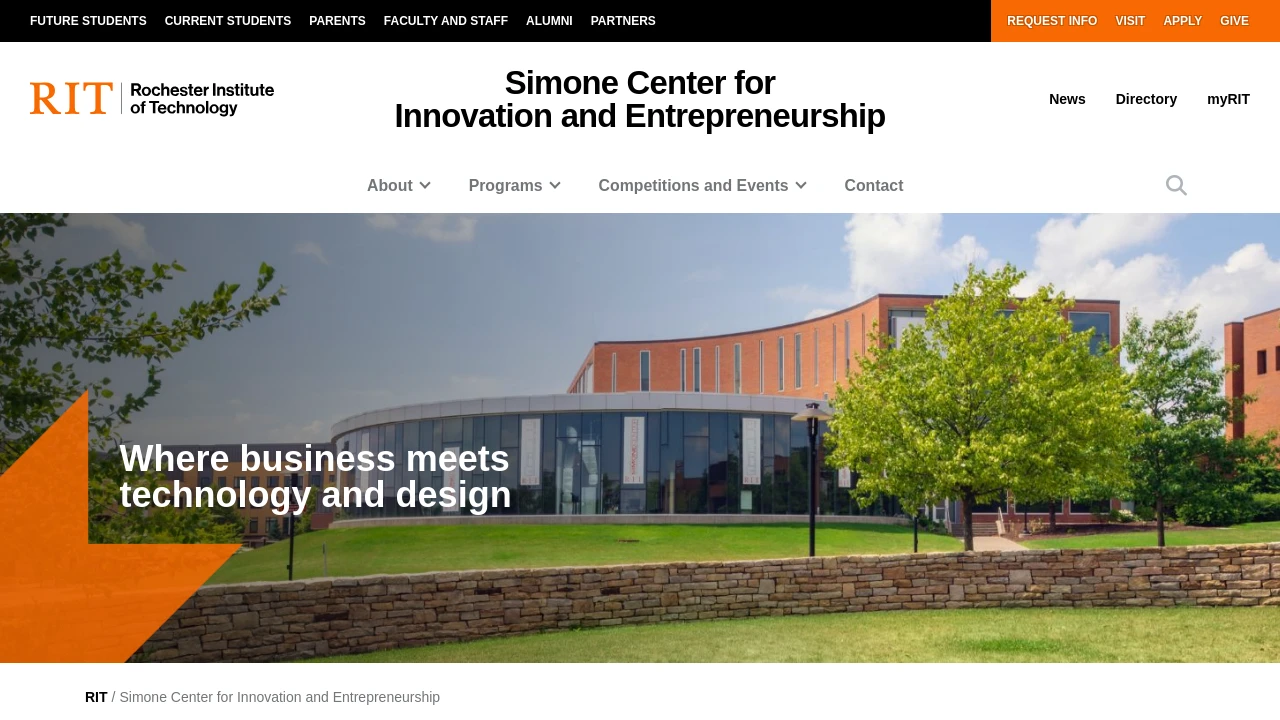 FUTURE STUDENTS CURRENT STUDENTS PARENTS FACULTY AND STAFF ALUMNI PARTNERS REQUEST INFO VISIT APPLY GIVE
RIT Rochester Institute
of Technology
Simone Center for
Innovation and Entrepreneurship
News Directory myRIT
About Programs Competitions and Events Contact
Where business meets
technology and design
RIT / Simone Center for Innovation and Entrepreneurship